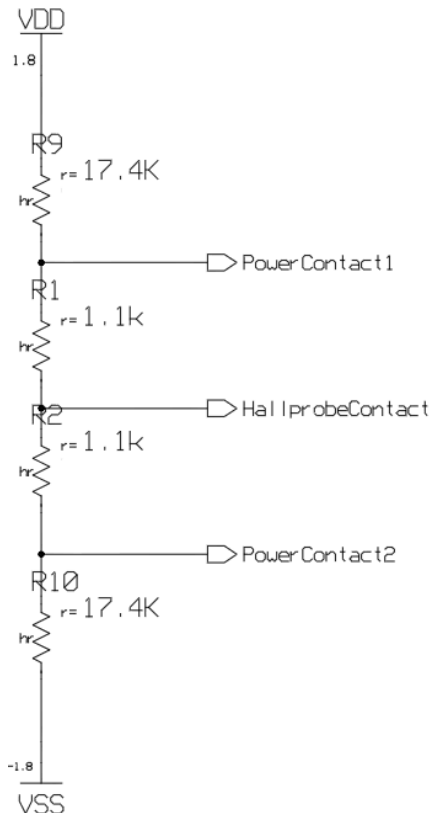 VDD
1.8
R9
r= 17.4K
hr
PowerContact1
R1
r= 1.1k
hr
HallprobeContact
R2
r= 1.1k
hr
PowerContact2
R10
r= 17.4K
hr
-1.8
VSS